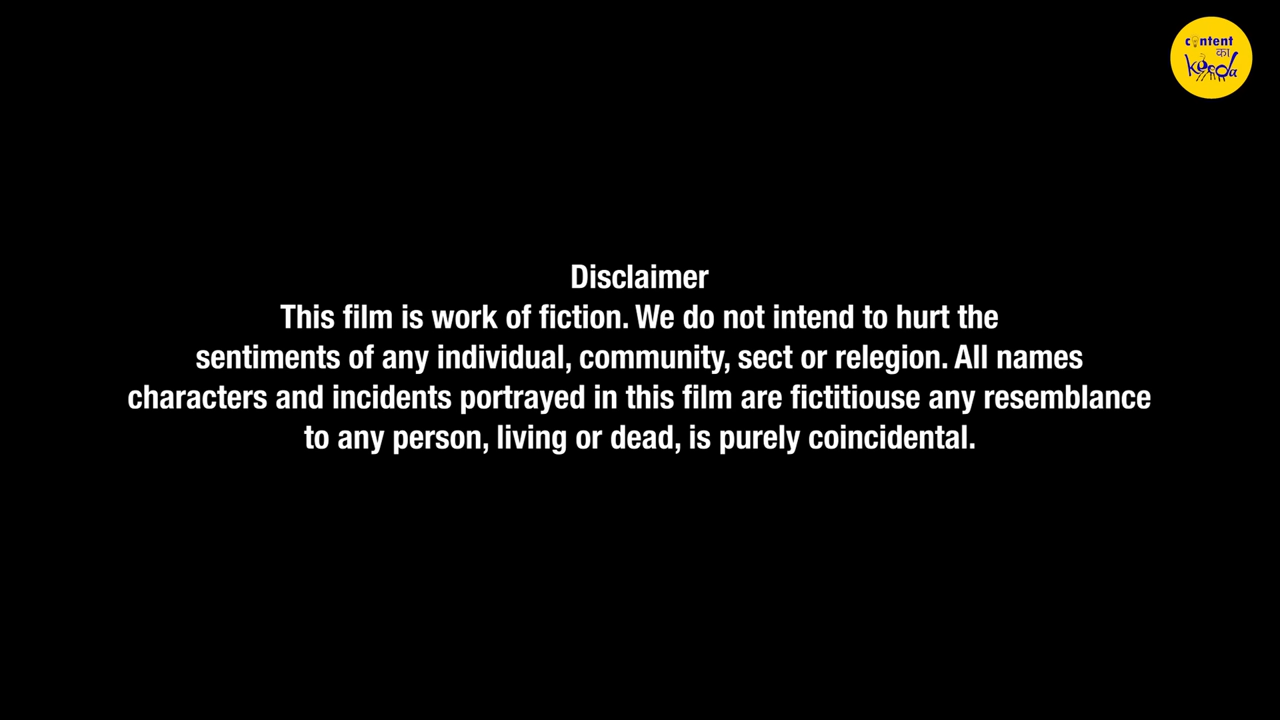 content
का
keeda
Disclaimer
This film is work of fiction. We do not intend to hurt the
sentiments of any individual, community, sect or relegion. All names
characters and incidents portrayed in this film are fictitiouse any resemblance
to any person, living or dead, is purely coincidental.